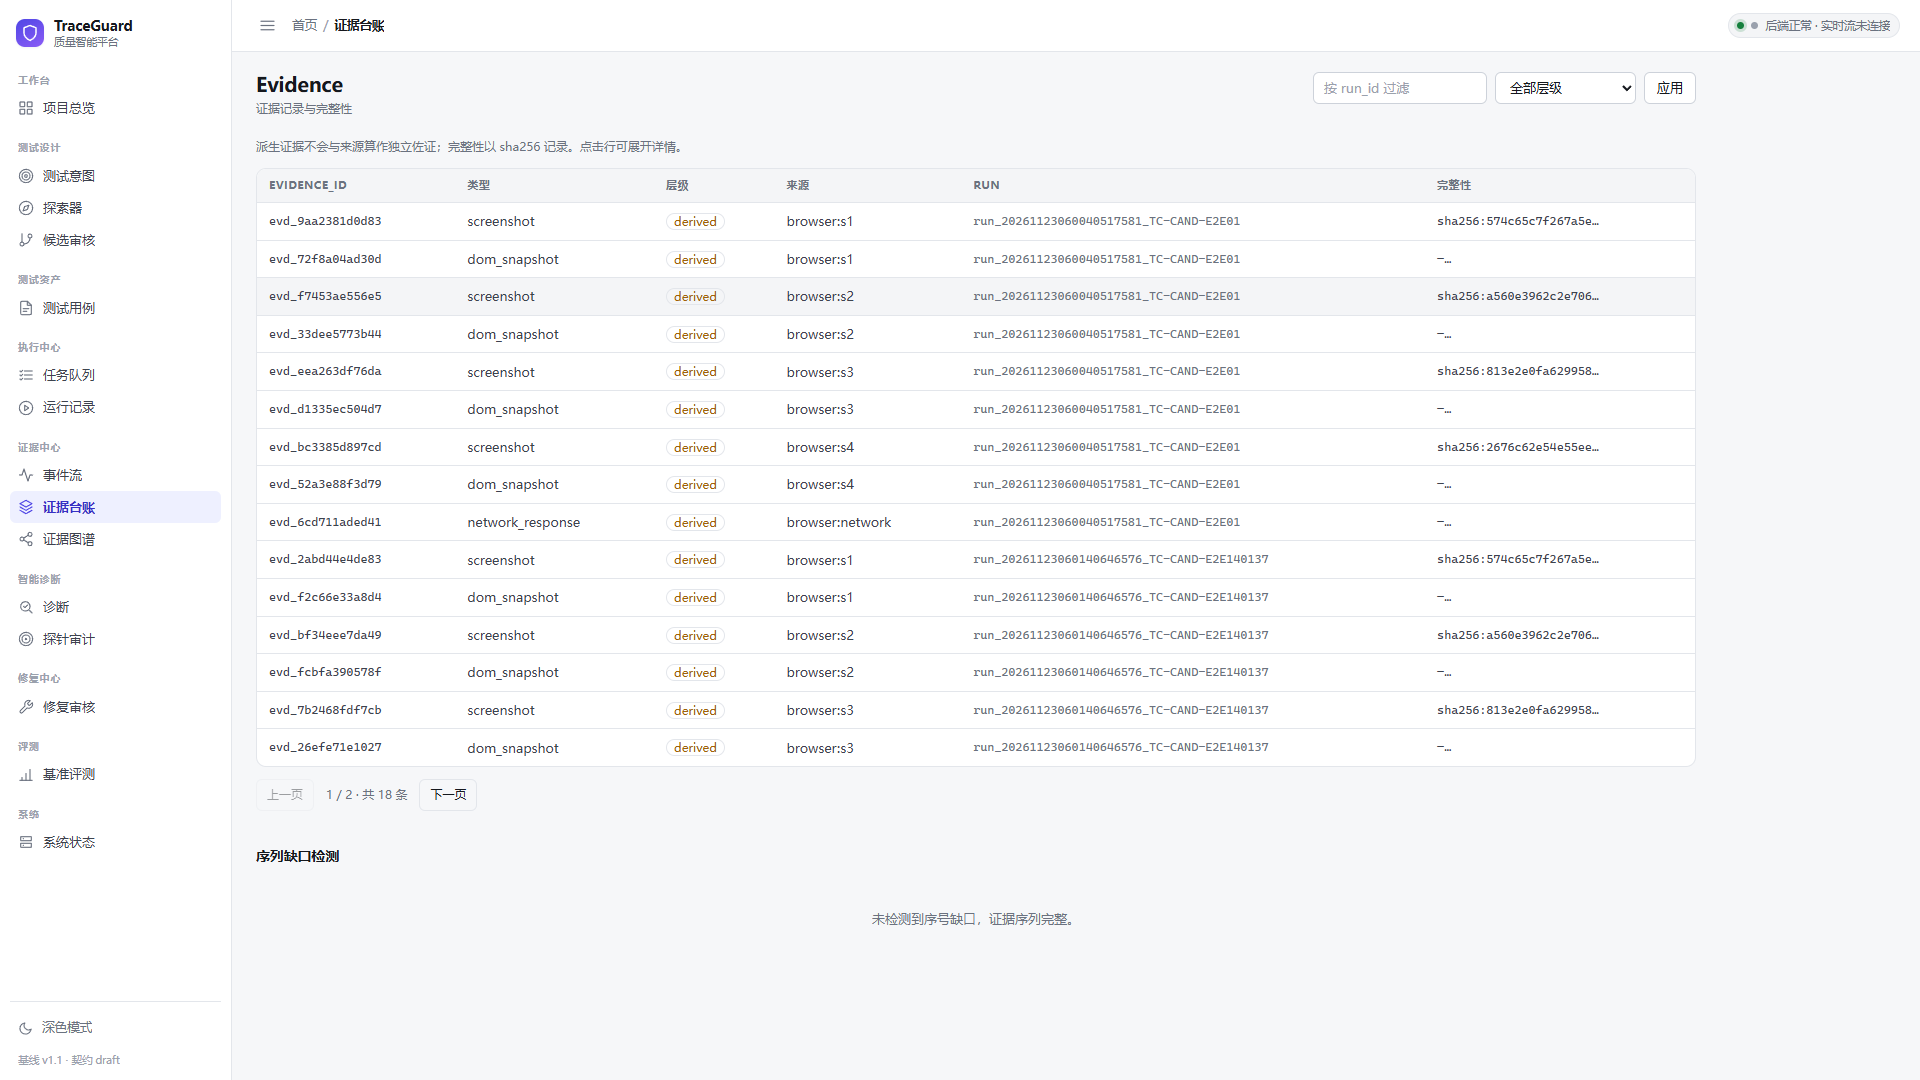 TraceGuard
质量智能平台
工作台
项目总览
测试设计
测试意图
探索器
候选审核
测试资产
测试用例
执行中心
任务队列
运行记录
证据中心
事件流
证据台账
证据图谱
智能诊断
诊断
探针审计
修复中心
修复审核
评测
基准评测
系统
系统状态
深色模式
基线 v1.1 · 契约 draft
首页 / 证据台账
后端正常 · 实时流未连接
Evidence
证据记录与完整性
按 run_id 过滤
全部层级
应用
派生证据不会与来源算作独立佐证；完整性以 sha256 记录。点击行可展开详情。
EVIDENCE_ID 类型 层级 来源 RUN 完整性
evd_9aa2381d0d83 screenshot derived browser:s1 run_20261123060040517581_TC-CAND-E2E01 sha256:574c65c7f267a5e…
evd_72f8a04ad30d dom_snapshot derived browser:s1 run_20261123060040517581_TC-CAND-E2E01 —…
evd_f7453ae556e5 screenshot derived browser:s2 run_20261123060040517581_TC-CAND-E2E01 sha256:a560e3962c2e706…
evd_33dee5773b44 dom_snapshot derived browser:s2 run_20261123060040517581_TC-CAND-E2E01 —…
evd_eea263df76da screenshot derived browser:s3 run_20261123060040517581_TC-CAND-E2E01 sha256:813e2e0fa629958…
evd_d1335ec504d7 dom_snapshot derived browser:s3 run_20261123060040517581_TC-CAND-E2E01 —…
evd_bc3385d897cd screenshot derived browser:s4 run_20261123060040517581_TC-CAND-E2E01 sha256:2676c62e54e55ee…
evd_52a3e88f3d79 dom_snapshot derived browser:s4 run_20261123060040517581_TC-CAND-E2E01 —…
evd_6cd711aded41 network_response derived browser:network run_20261123060040517581_TC-CAND-E2E01 —…
evd_2abd44e4de83 screenshot derived browser:s1 run_20261123060140646576_TC-CAND-E2E140137 sha256:574c65c7f267a5e…
evd_f2c66e33a8d4 dom_snapshot derived browser:s1 run_20261123060140646576_TC-CAND-E2E140137 —…
evd_bf34eee7da49 screenshot derived browser:s2 run_20261123060140646576_TC-CAND-E2E140137 sha256:a560e3962c2e706…
evd_fcbfa390578f dom_snapshot derived browser:s2 run_20261123060140646576_TC-CAND-E2E140137 —…
evd_7b2468fdf7cb screenshot derived browser:s3 run_20261123060140646576_TC-CAND-E2E140137 sha256:813e2e0fa629958…
evd_26efe71e1027 dom_snapshot derived browser:s3 run_20261123060140646576_TC-CAND-E2E140137 —…
上一页 1 / 2 · 共 18 条 下一页
序列缺口检测
未检测到序号缺口，证据序列完整。